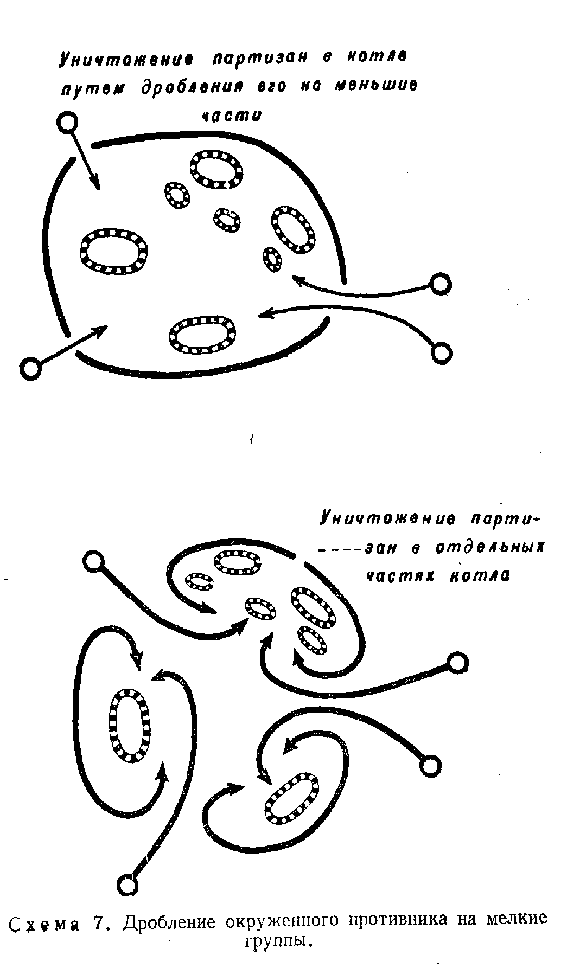 Уничтожение партизан в котле
путем дробления его на меньшие
части
Уничтожение парти-
зан в отдельных
частях котла
Схема 7. Дробление окруженного противника на мелкие
группы.